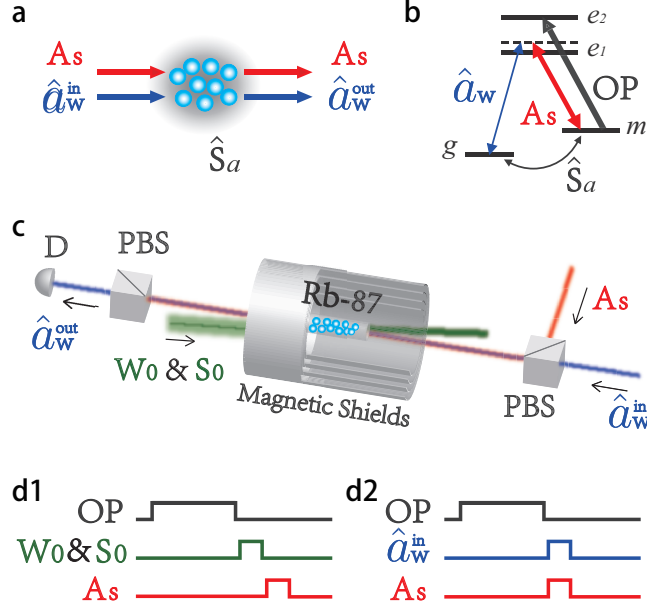 a
As
As
â_W^in
â_W^out
Ŝ_a
b
e₂
e₁
â_W
OP
As
m
g
Ŝ_a
c
D
PBS
Rb-87
As
â_W^out
W₀ & S₀
Magnetic Shields
PBS
â_W^in
d1
OP
W₀&S₀
As
d2
OP
â_W^in
As